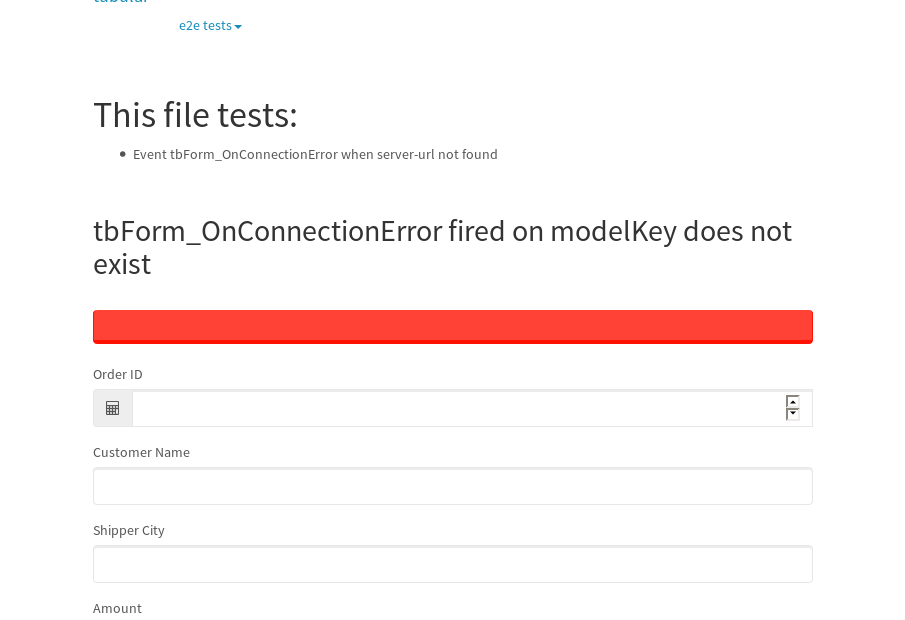 tabular
e2e tests
This file tests:
Event tbForm_OnConnectionError when server-url not found
tbForm_OnConnectionError fired on modelKey does not
exist
Order ID
Customer Name
Shipper City
Amount